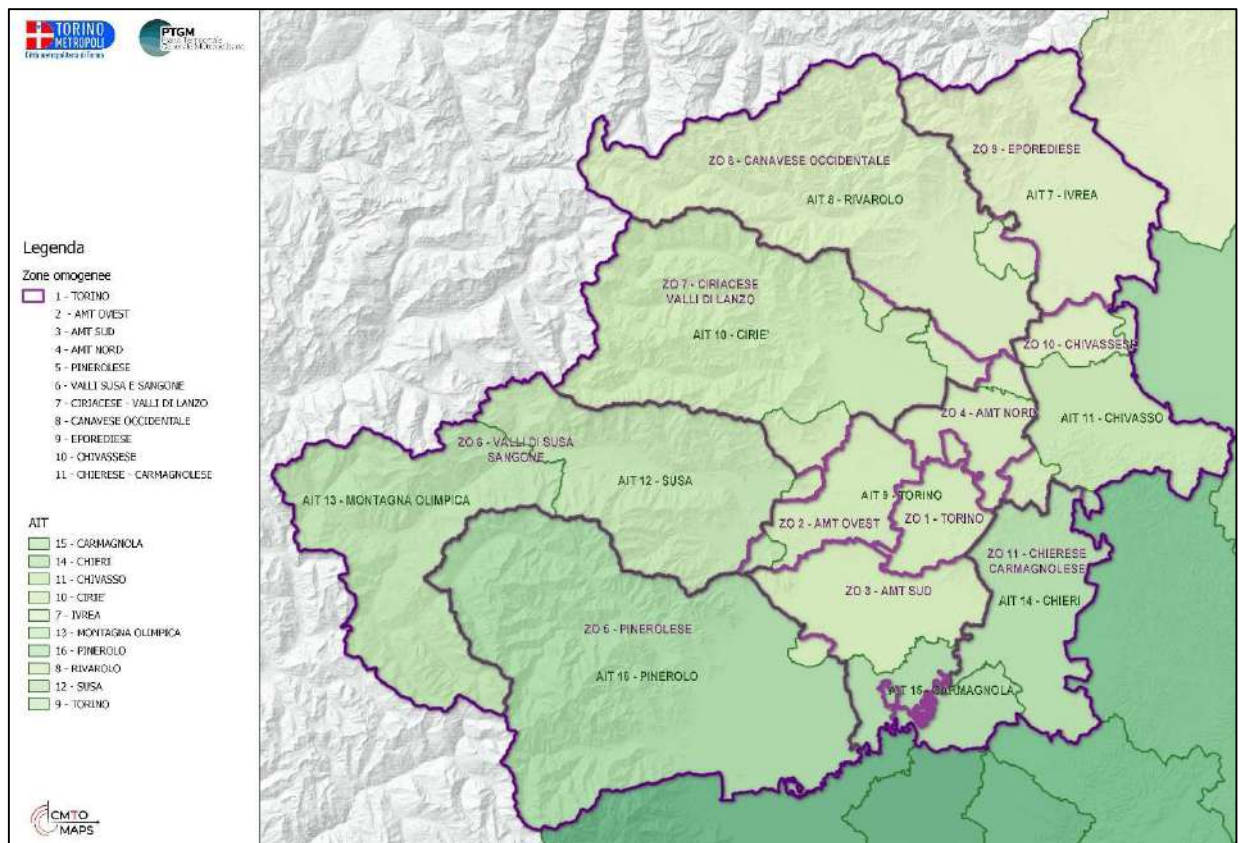 TORINO
METROPOLI
Città metropolitana di Torino
PTGM
Piano Territoriale
Generale Metropolitano
Legenda
Zone omogenee
1 - TORINO
2 - AMT OVEST
3 - AMT SUD
4 - AMT NORD
5 - PINEROLESE
6 - VALLI SUSA E SANGONE
7 - CIRIACESE - VALLI DI LANZO
8 - CANAVESE OCCIDENTALE
9 - EPOREDIESE
10 - CHIVASSESE
11 - CHIERESE - CARMAGNOLESE
AIT
15 - CARMAGNOLA
14 - CHIERI
11 - CHIVASSO
10 - CIRIE'
7 - IVREA
13 - MONTAGNA OLIMPICA
16 - PINEROLO
8 - RIVAROLO
12 - SUSA
9 - TORINO
CMTO
MAPS
ZO 9 - EPOREDIESE
ZO 8 - CANAVESE OCCIDENTALE
AIT 7 - IVREA
AIT 8 - RIVAROLO
ZO 7 - CIRIACESE
VALLI DI LANZO
AIT 10 - CIRIE'
ZO 10 - CHIVASSESE
ZO 4 - AMT NORD
AIT 11 - CHIVASSO
ZO 6 - VALLI DI SUSA
SANGONE
AIT 12 - SUSA
AIT 13 - MONTAGNA OLIMPICA
AIT 9 - TORINO
ZO 2 - AMT OVEST
ZO 1 - TORINO
ZO 11 - CHIERESE
CARMAGNOLESE
ZO 3 - AMT SUD
AIT 14 - CHIERI
ZO 5 - PINEROLESE
AIT 16 - PINEROLO
AIT 15 - CARMAGNOLA